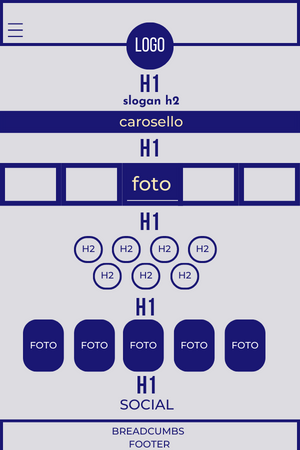 LOGO
H1
slogan h2
carosello
H1
foto
H1
H2 H2 H2 H2
H2 H2 H2
H1
FOTO FOTO FOTO FOTO FOTO
H1
SOCIAL
BREADCUMBS
FOOTER